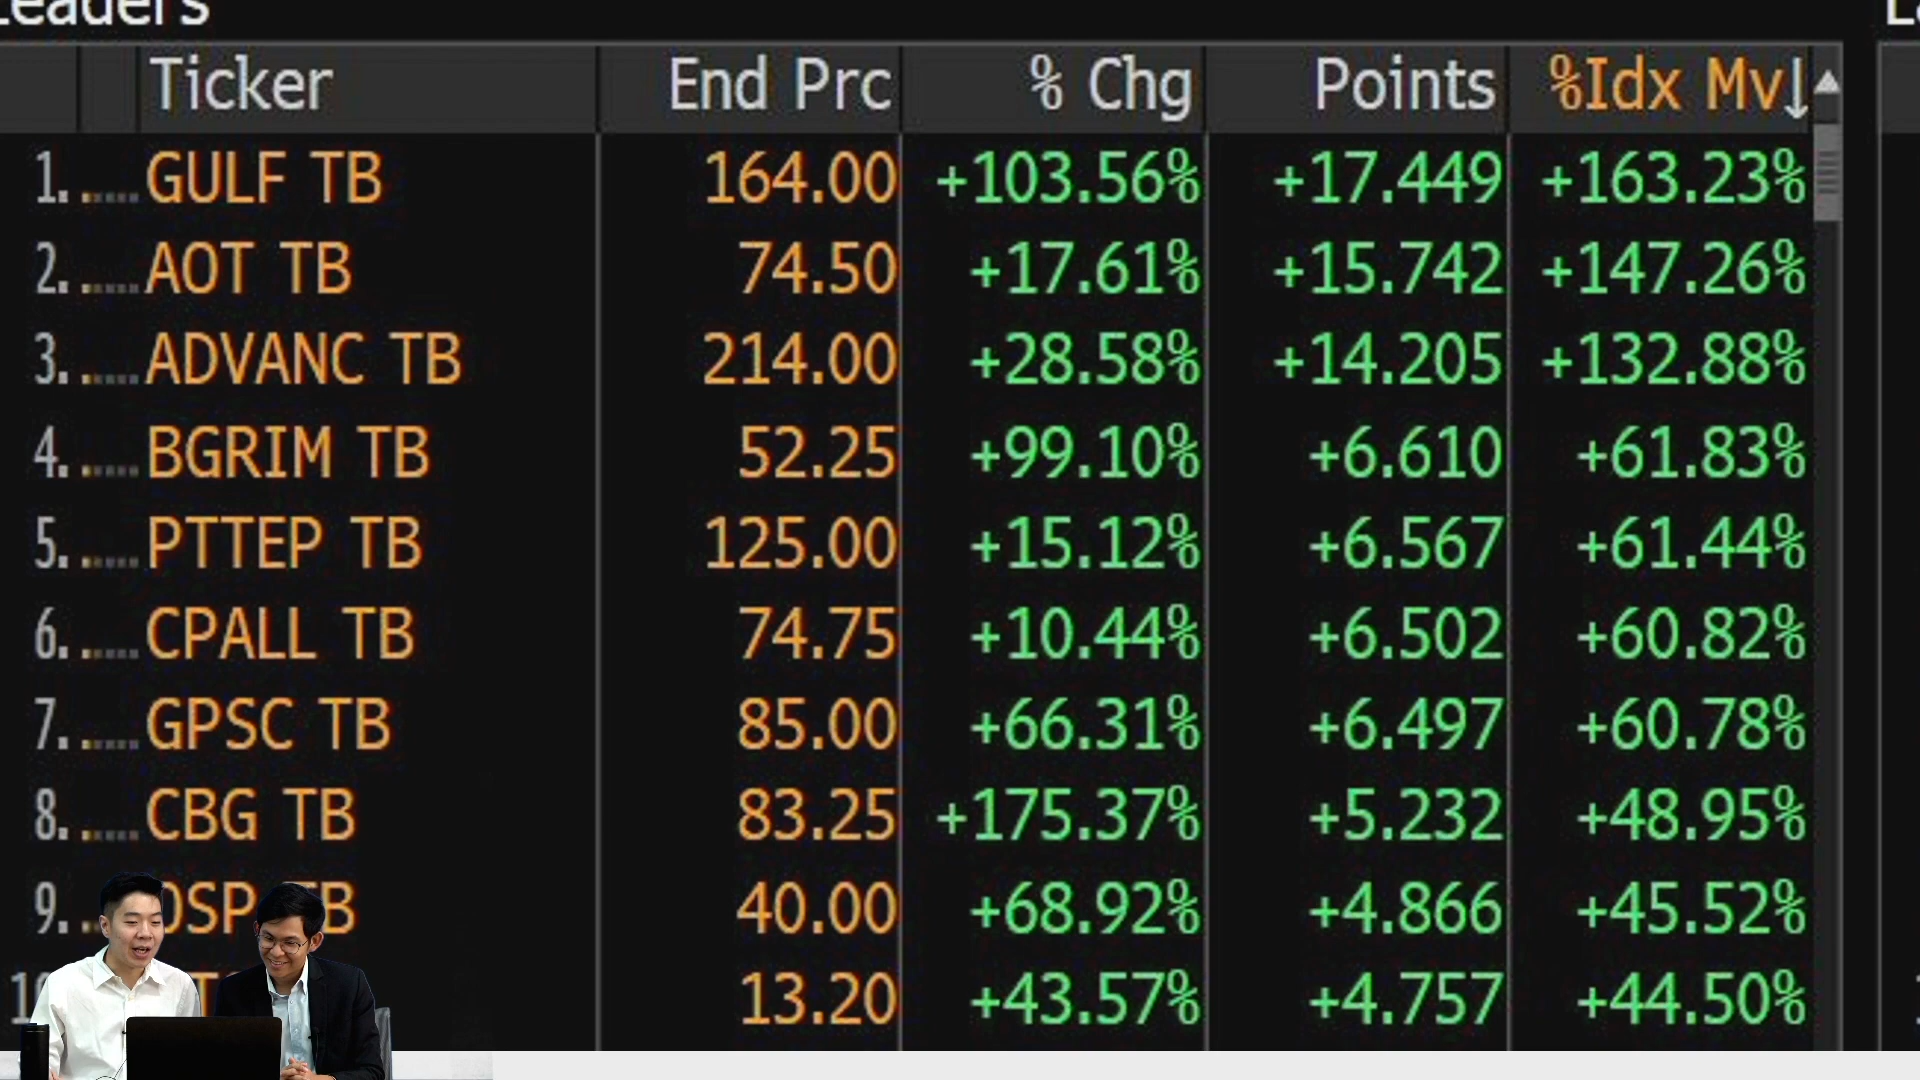 Leaders
Ticker End Prc % Chg Points %Idx Mv↓
1. GULF TB 164.00 +103.56% +17.449 +163.23%
2. AOT TB 74.50 +17.61% +15.742 +147.26%
3. ADVANC TB 214.00 +28.58% +14.205 +132.88%
4. BGRIM TB 52.25 +99.10% +6.610 +61.83%
5. PTTEP TB 125.00 +15.12% +6.567 +61.44%
6. CPALL TB 74.75 +10.44% +6.502 +60.82%
7. GPSC TB 85.00 +66.31% +6.497 +60.78%
8. CBG TB 83.25 +175.37% +5.232 +48.95%
9. OSP TB 40.00 +68.92% +4.866 +45.52%
13.20 +43.57% +4.757 +44.50%